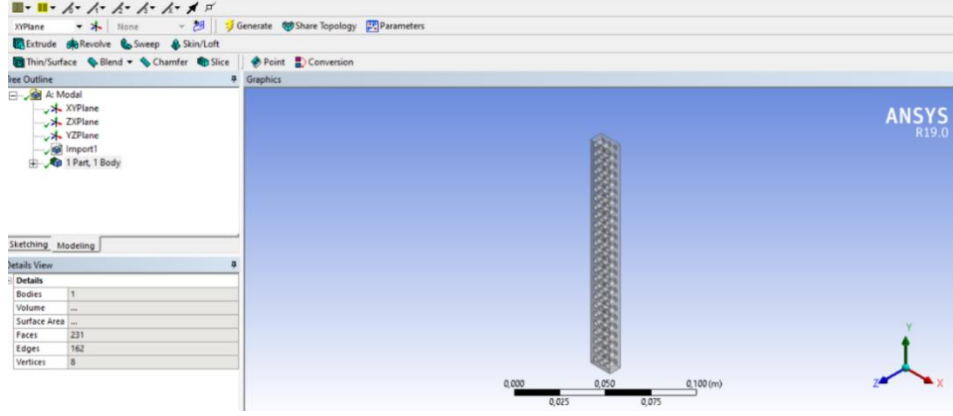 XYPlane None Generate Share Topology Parameters
Extrude Revolve Sweep Skin/Loft
Thin/Surface Blend Chamfer Slice Point Conversion
Tree Outline Graphics
A: Modal
XYPlane
ZXPlane
YZPlane
Import1
1 Part, 1 Body
ANSYS
R19.0
Sketching Modeling
Details View
Details
Bodies 1
Volume ...
Surface Area ...
Faces 231
Edges 162
Vertices 8
0,000 0,050 0,100 (m)
0,025 0,075
Y
Z X